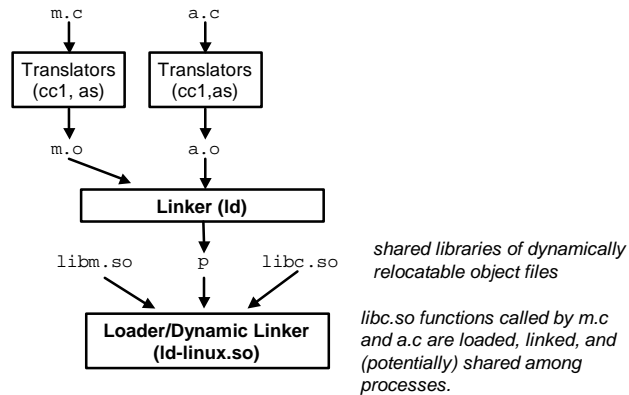 m.c a.c
Translators Translators
(cc1, as) (cc1,as)
m.o a.o
Linker (ld)
libm.so p libc.so
shared libraries of dynamically
relocatable object files
Loader/Dynamic Linker
(ld-linux.so)
libc.so functions called by m.c
and a.c are loaded, linked, and
(potentially) shared among
processes.